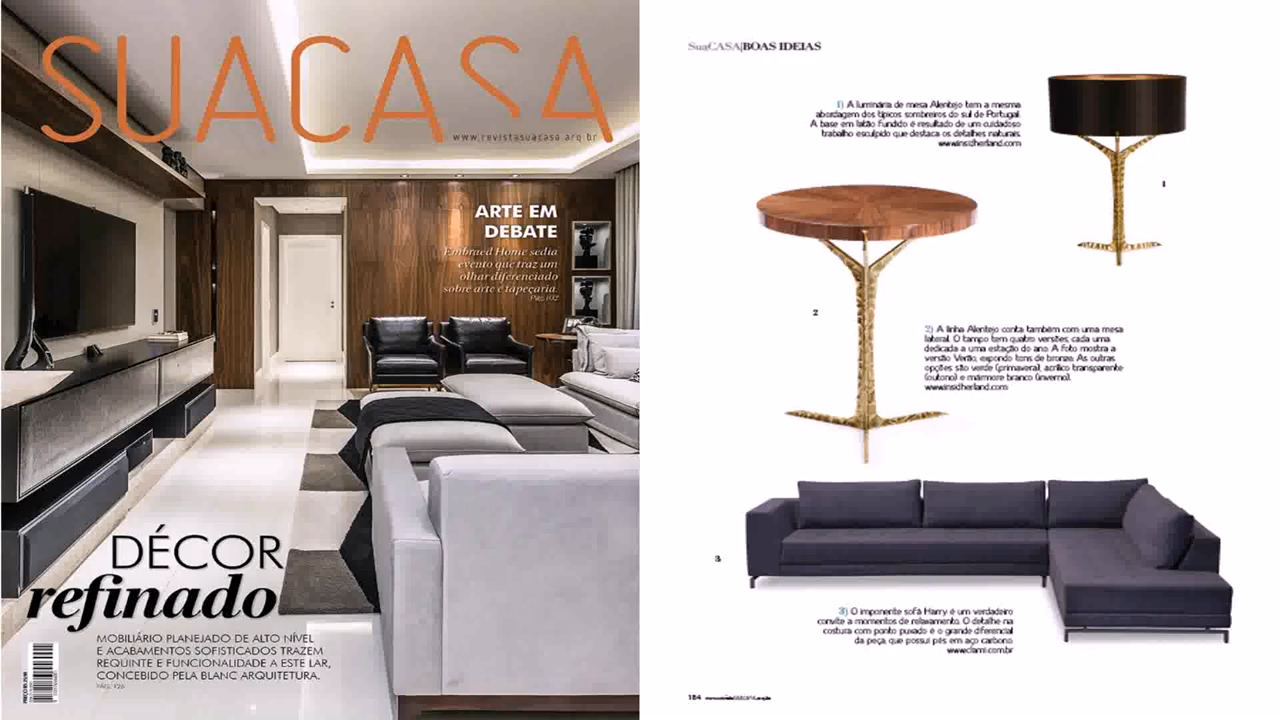 SUACASA
www.revistasuacasa.arq.br
ARTE EM
DEBATE
Embraed Home sedia
evento que traz um
olhar diferenciado
sobre arte e tapeçaria.
DÉCOR
refinado
MOBILIÁRIO PLANEJADO DE ALTO NÍVEL
E ACABAMENTOS SOFISTICADOS TRAZEM
REQUINTE E FUNCIONALIDADE A ESTE LAR,
CONCEBIDO PELA BLANC ARQUITETURA.
SuaCASA|BOAS IDEIAS
1) A luminária de mesa Alentejo tem a mesma
abordagem dos típicos sombreiros do sul de Portugal.
A base em latão fundido é resultado de um cuidadoso
trabalho esculpido que destaca os detalhes naturais.
www.insidherland.com
1
2
2) A linha Alentejo conta também com uma mesa
lateral. O tampo tem quatro versões, cada uma
dedicada a uma estação do ano. A foto mostra a
versão Verão, expondo tons de bronze. As outras
opções são verde (primavera), acrílico transparente
(outono) e mármore branco (inverno).
www.insidherland.com
3
3) O imponente sofá Harry é um verdadeiro
convite a momentos de relaxamento. O detalhe na
costura com ponto puxado é o grande diferencial
da peça, que possui pés em aço carbono.
www.clami.com.br
184